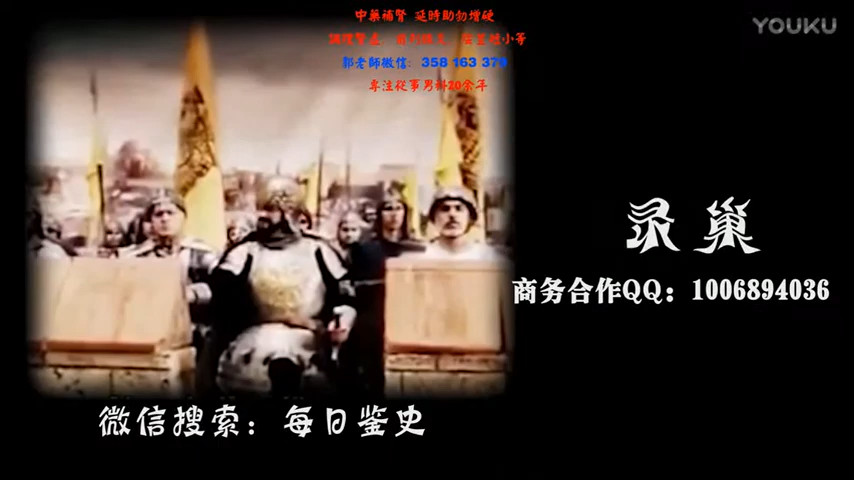 中藥補腎 延時助勃增硬
YOUKU
郭老師微信：358 163 379
專注從事男科20余年
录巢
商务合作QQ：1006894036
微信搜索：每日鉴史